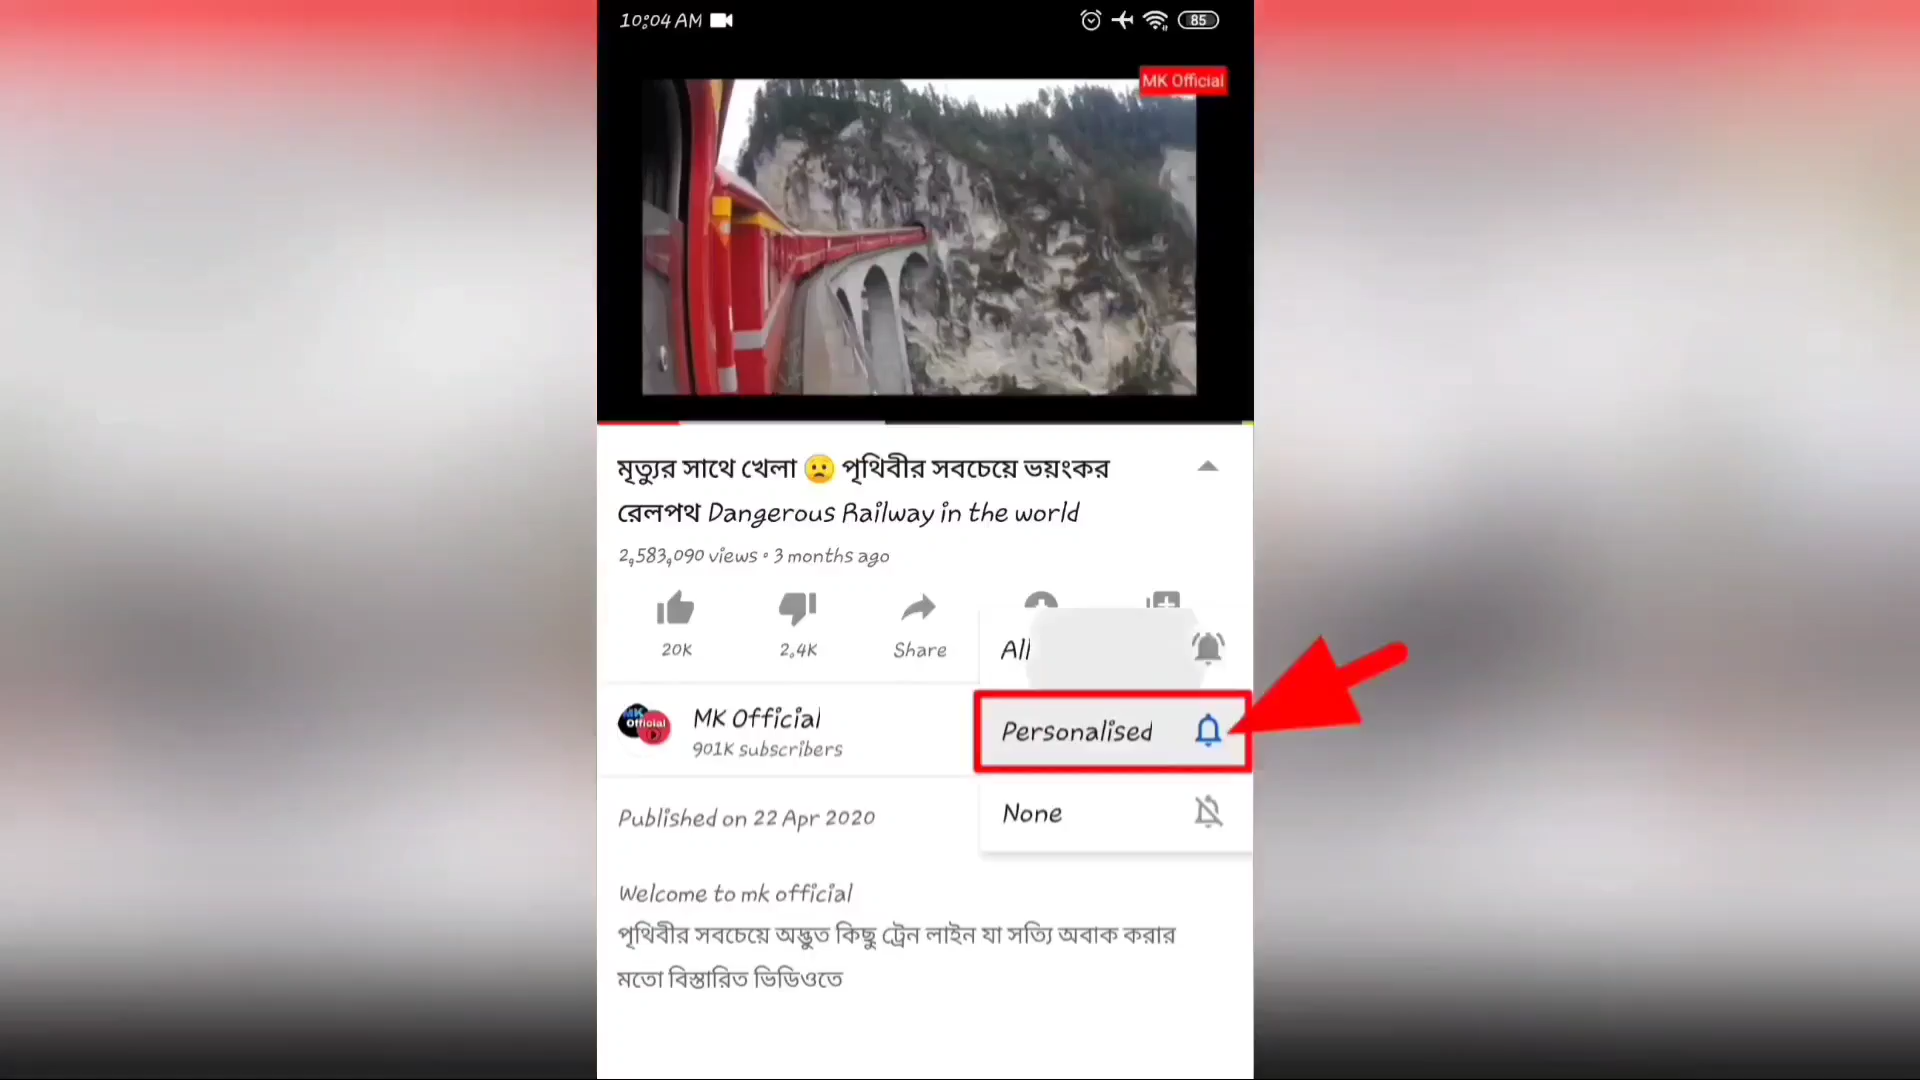 10:04 AM
85
MK Official
মৃত্যুর সাথে খেলা 😟 পৃথিবীর সবচেয়ে ভয়ংকর
রেলপথ Dangerous Railway in the world
2,583,090 views • 3 months ago
20K
2.4K
Share
All
MK Official
MK Official
901K subscribers
Personalised
Published on 22 Apr 2020
None
Welcome to mk official
পৃথিবীর সবচেয়ে অদ্ভুত কিছু ট্রেন লাইন যা সত্যি অবাক করার
মতো বিস্তারিত ভিডিওতে